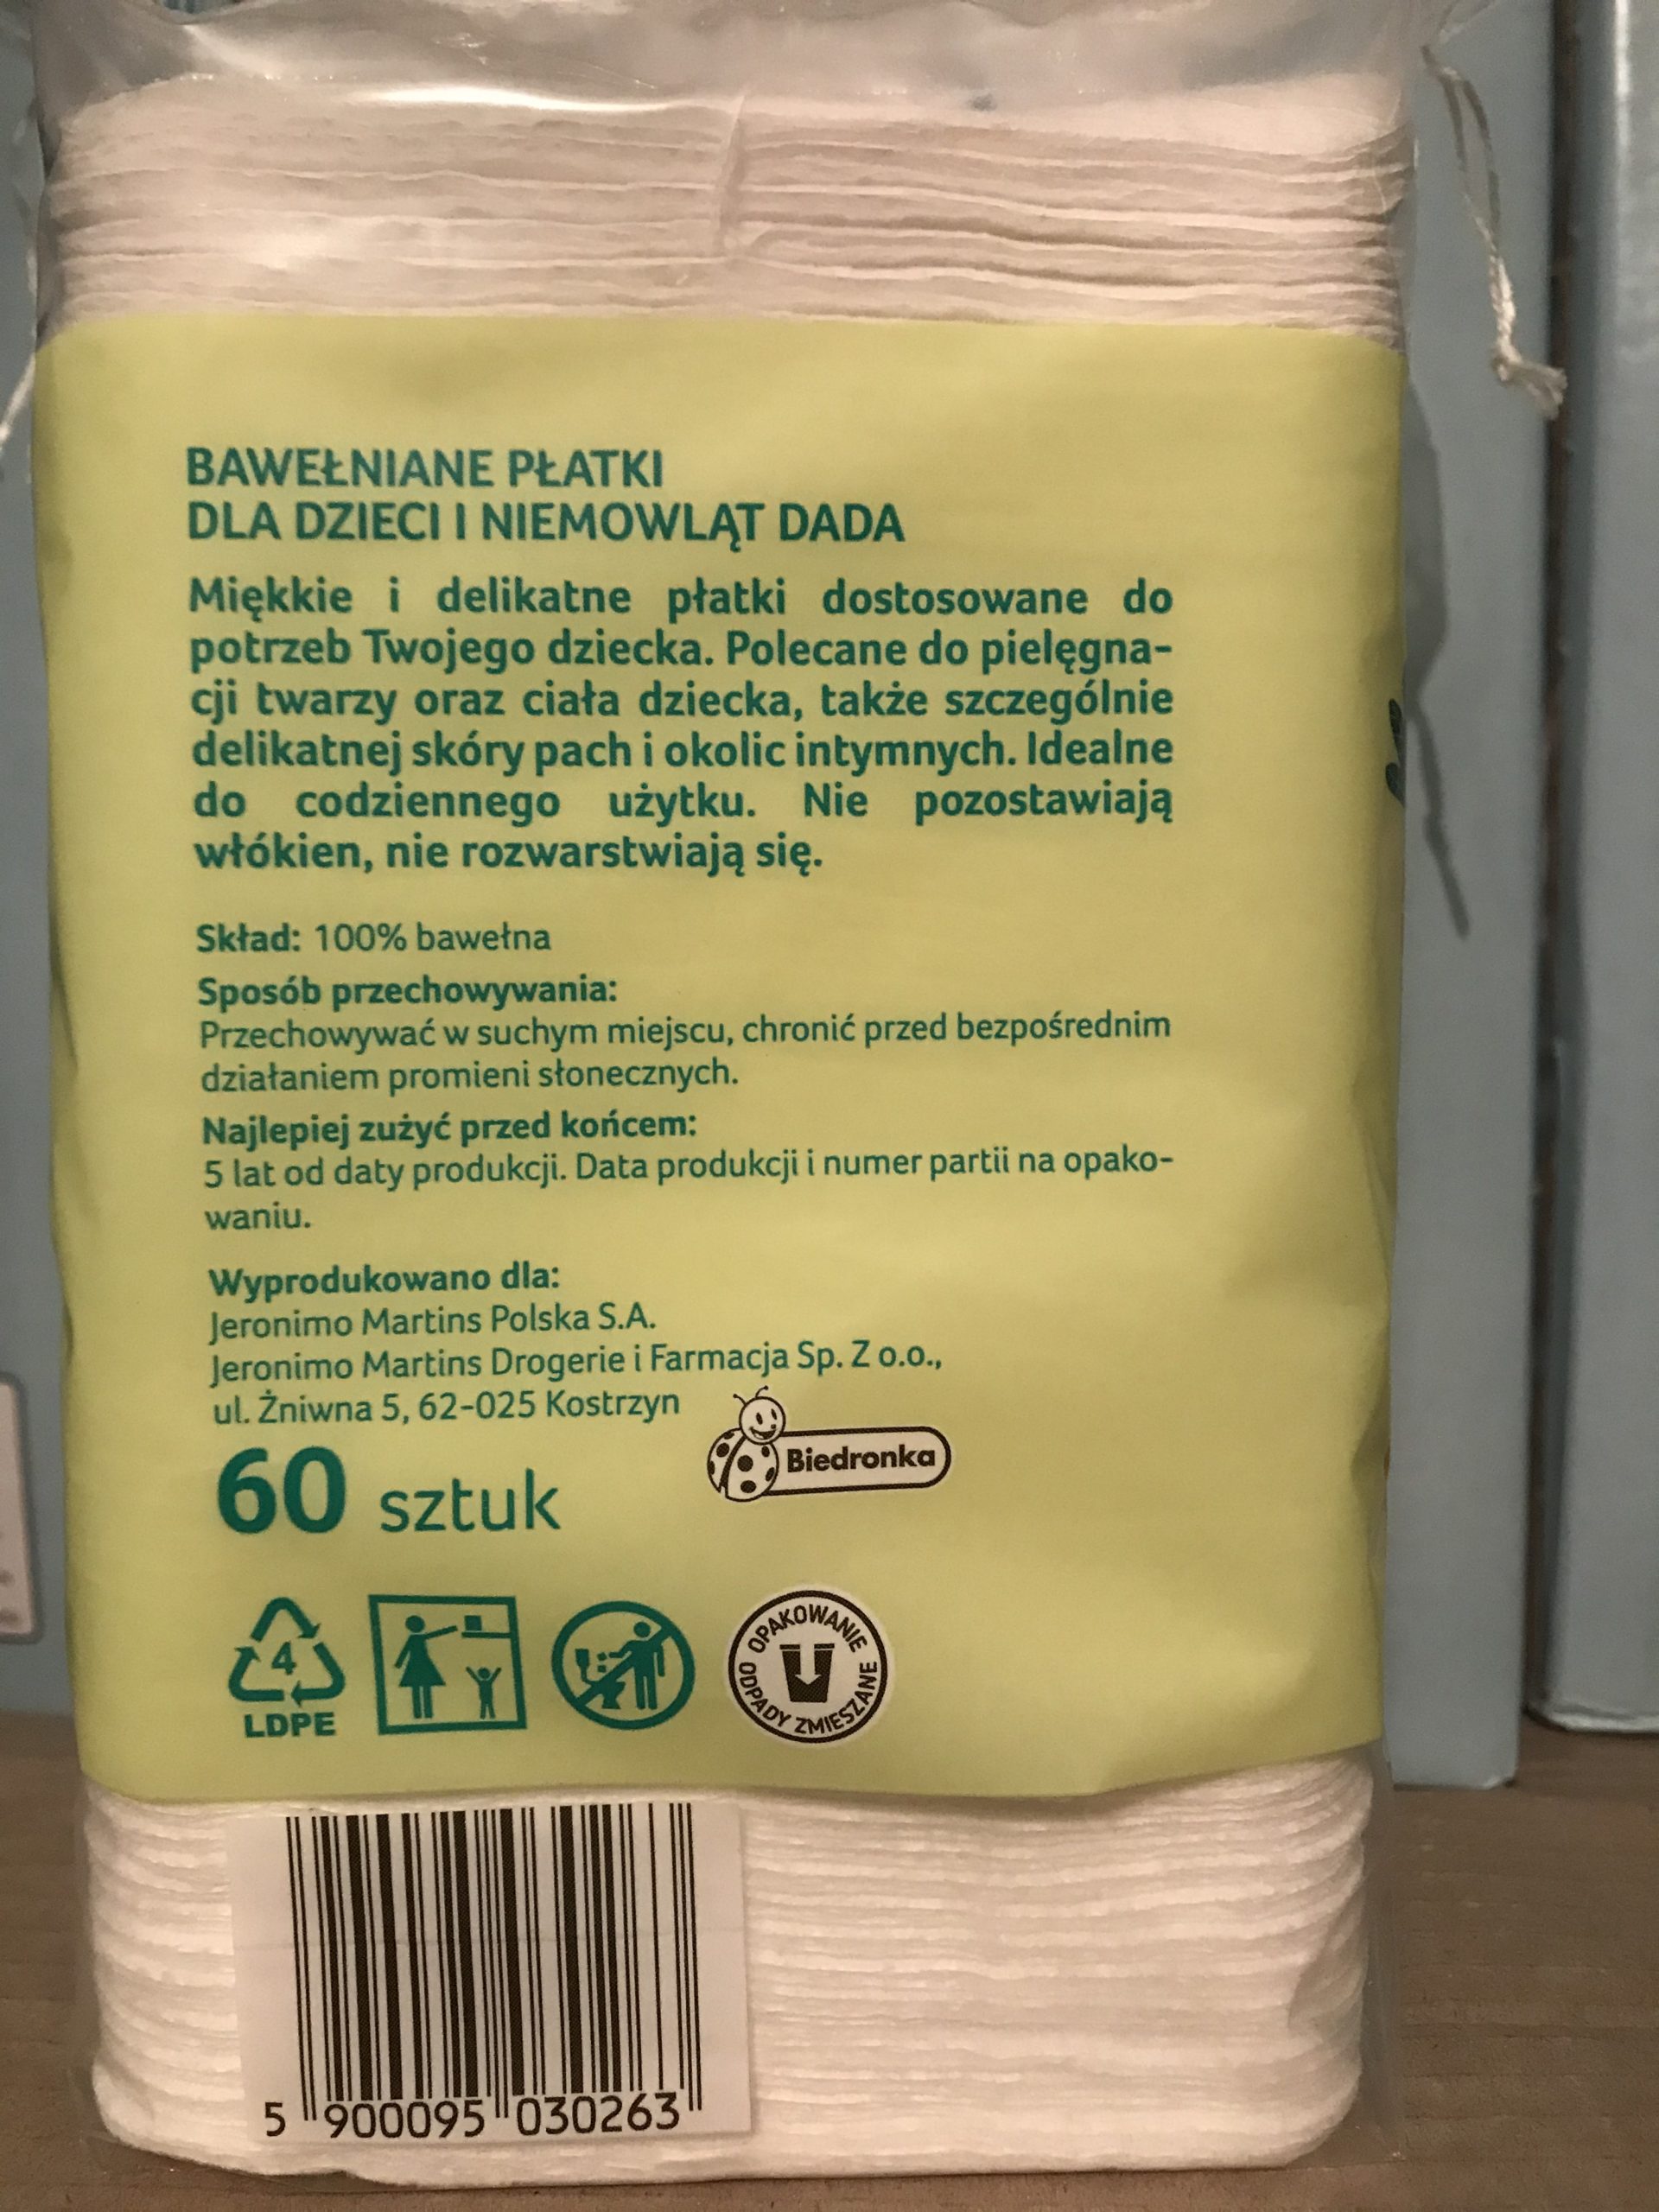 BAWEŁNIANE PŁATKI
DLA DZIECI I NIEMOWLĄT DADA
Miękkie i delikatne płatki dostosowane do
potrzeb Twojego dziecka. Polecane do pielęgna-
cji twarzy oraz ciała dziecka, także szczególnie
delikatnej skóry pach i okolic intymnych. Idealne
do codziennego użytku. Nie pozostawiają
włókien, nie rozwarstwiają się.
Skład: 100% bawełna
Sposób przechowywania:
Przechowywać w suchym miejscu, chronić przed bezpośrednim
działaniem promieni słonecznych.
Najlepiej zużyć przed końcem:
5 lat od daty produkcji. Data produkcji i numer partii na opako-
waniu.
Wyprodukowano dla:
Jeronimo Martins Polska S.A.
Jeronimo Martins Drogerie i Farmacja Sp. Z o.o.,
ul. Żniwna 5, 62-025 Kostrzyn
60 sztuk
Biedronka
4
LDPE
OPAKOWANIE
ODPADY ZMIESZANE
5 900095 030263